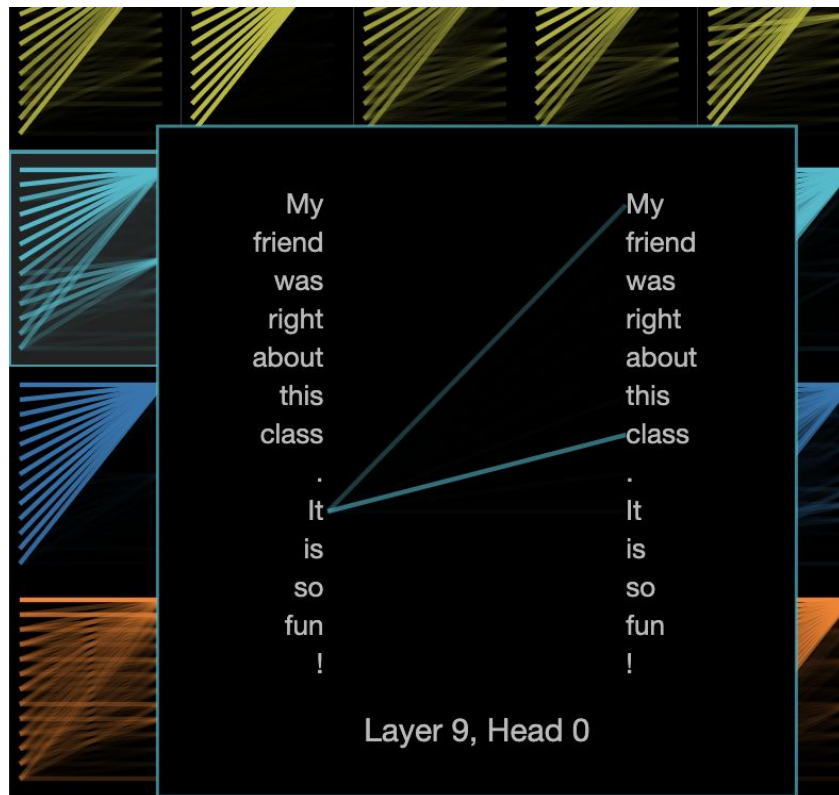 My My
friend friend
was was
right right
about about
this this
class class
. .
It It
is is
so so
fun fun
! !
Layer 9, Head 0